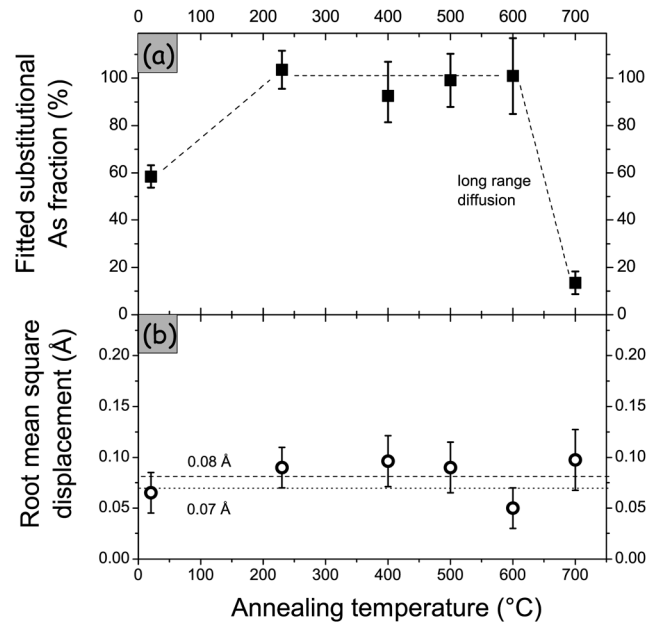 0 100 200 300 400 500 600 700
(a)
100 100
80 80
60 60
40 40
20 20
0 0
Fitted substitutional
As fraction (%)
long range
diffusion
(b)
0.20 0.20
0.15 0.15
0.10 0.10
0.05 0.05
0.00 0.00
Root mean square
displacement (Å)
0.08 Å
0.07 Å
0 100 200 300 400 500 600 700
Annealing temperature (°C)